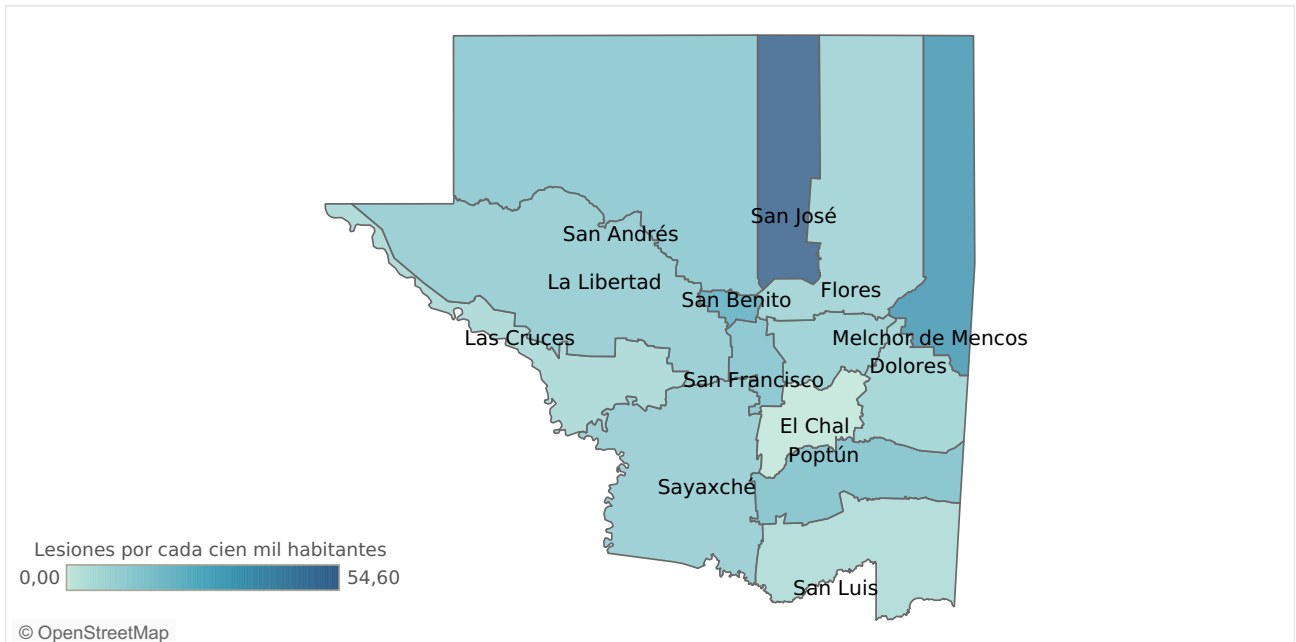 San José
San Andrés
La Libertad
Flores
San Benito
Las Cruces
Melchor de Mencos
Dolores
San Francisco
El Chal
Poptún
Sayaxché
Lesiones por cada cien mil habitantes
0,00
54,60
San Luis
© OpenStreetMap